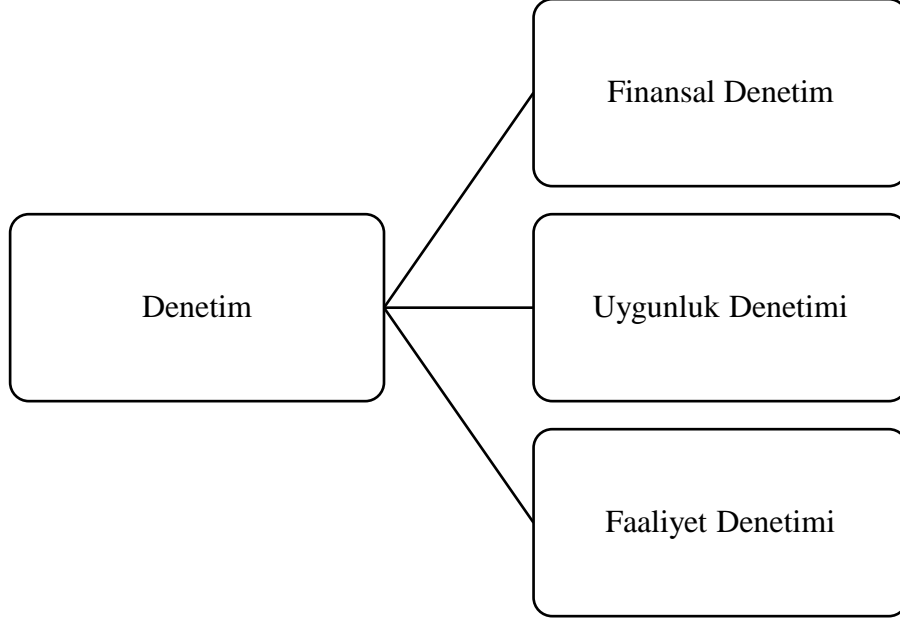 Finansal Denetim
Denetim
Uygunluk Denetimi
Faaliyet Denetimi